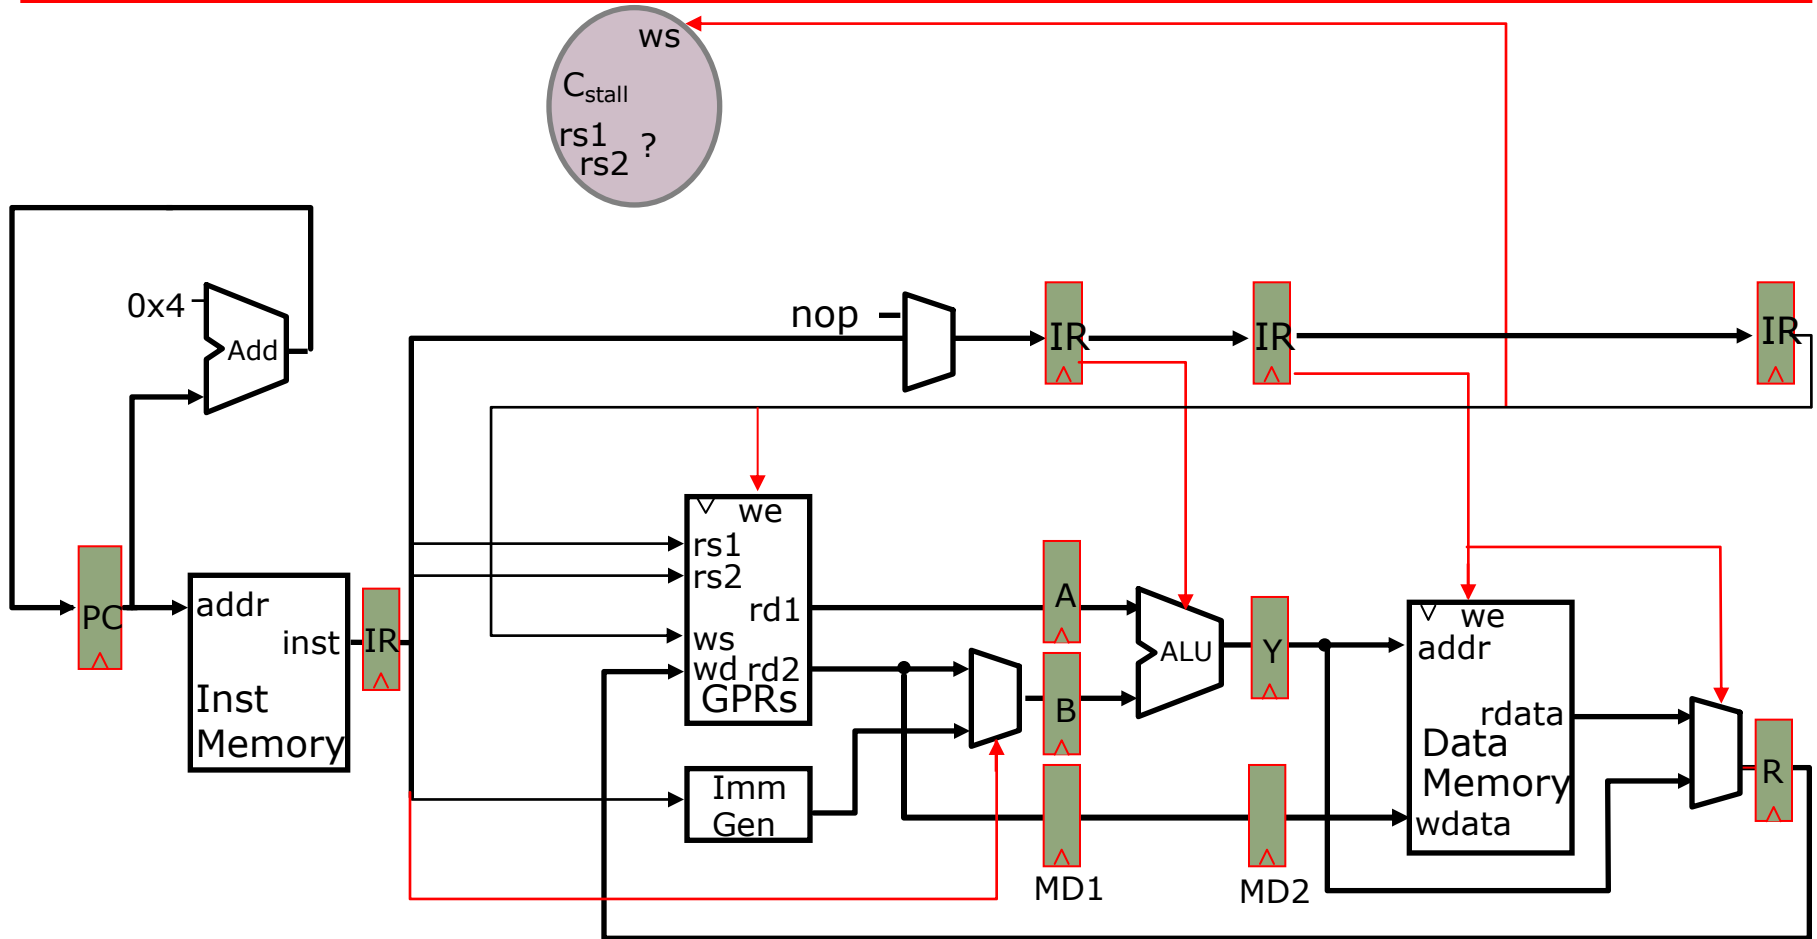 ws
Cstall
rs1
rs2 ?
0x4
Add
nop
IR
IR
IR
we
rs1
rs2
rd1
ws
wd rd2
GPRs
PC
addr
inst
Inst
Memory
IR
A
B
ALU
Y
we
addr
rdata
Data
Memory
wdata
R
Imm
Gen
MD1
MD2